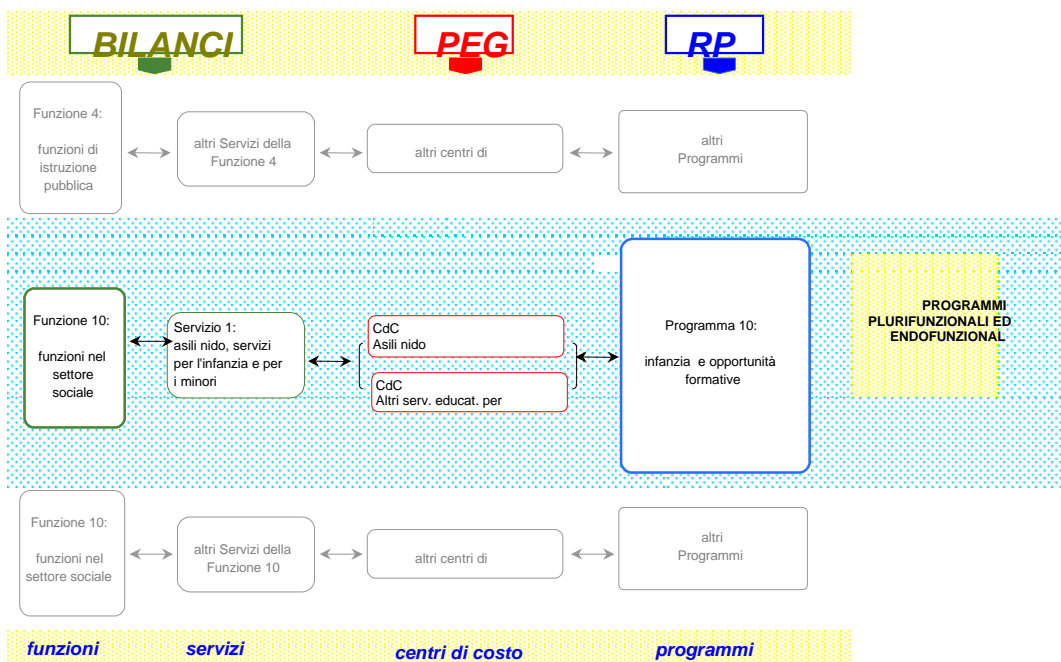 BILANCI
PEG
RP
Funzione 4:
funzioni di
istruzione
pubblica
altri Servizi della
Funzione 4
altri centri di
altri
Programmi
Funzione 10:
funzioni nel
settore
sociale
Servizio 1:
asili nido, servizi
per l'infanzia e per
i minori
CdC
Asili nido
CdC
Altri serv. educat. per
Programma 10:
infanzia e opportunità
formative
PROGRAMMI
PLURIFUNZIONALI ED
ENDOFUNZIONAL
Funzione 10:
funzioni nel
settore sociale
altri Servizi della
Funzione 10
altri centri di
altri
Programmi
funzioni
servizi
centri di costo
programmi